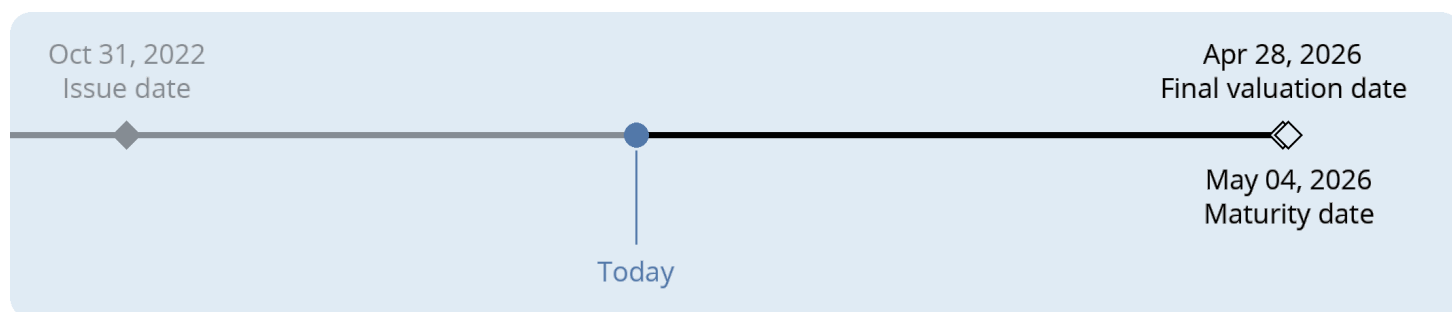 Oct 31, 2022
Issue date
Apr 28, 2026
Final valuation date
May 04, 2026
Maturity date
Today